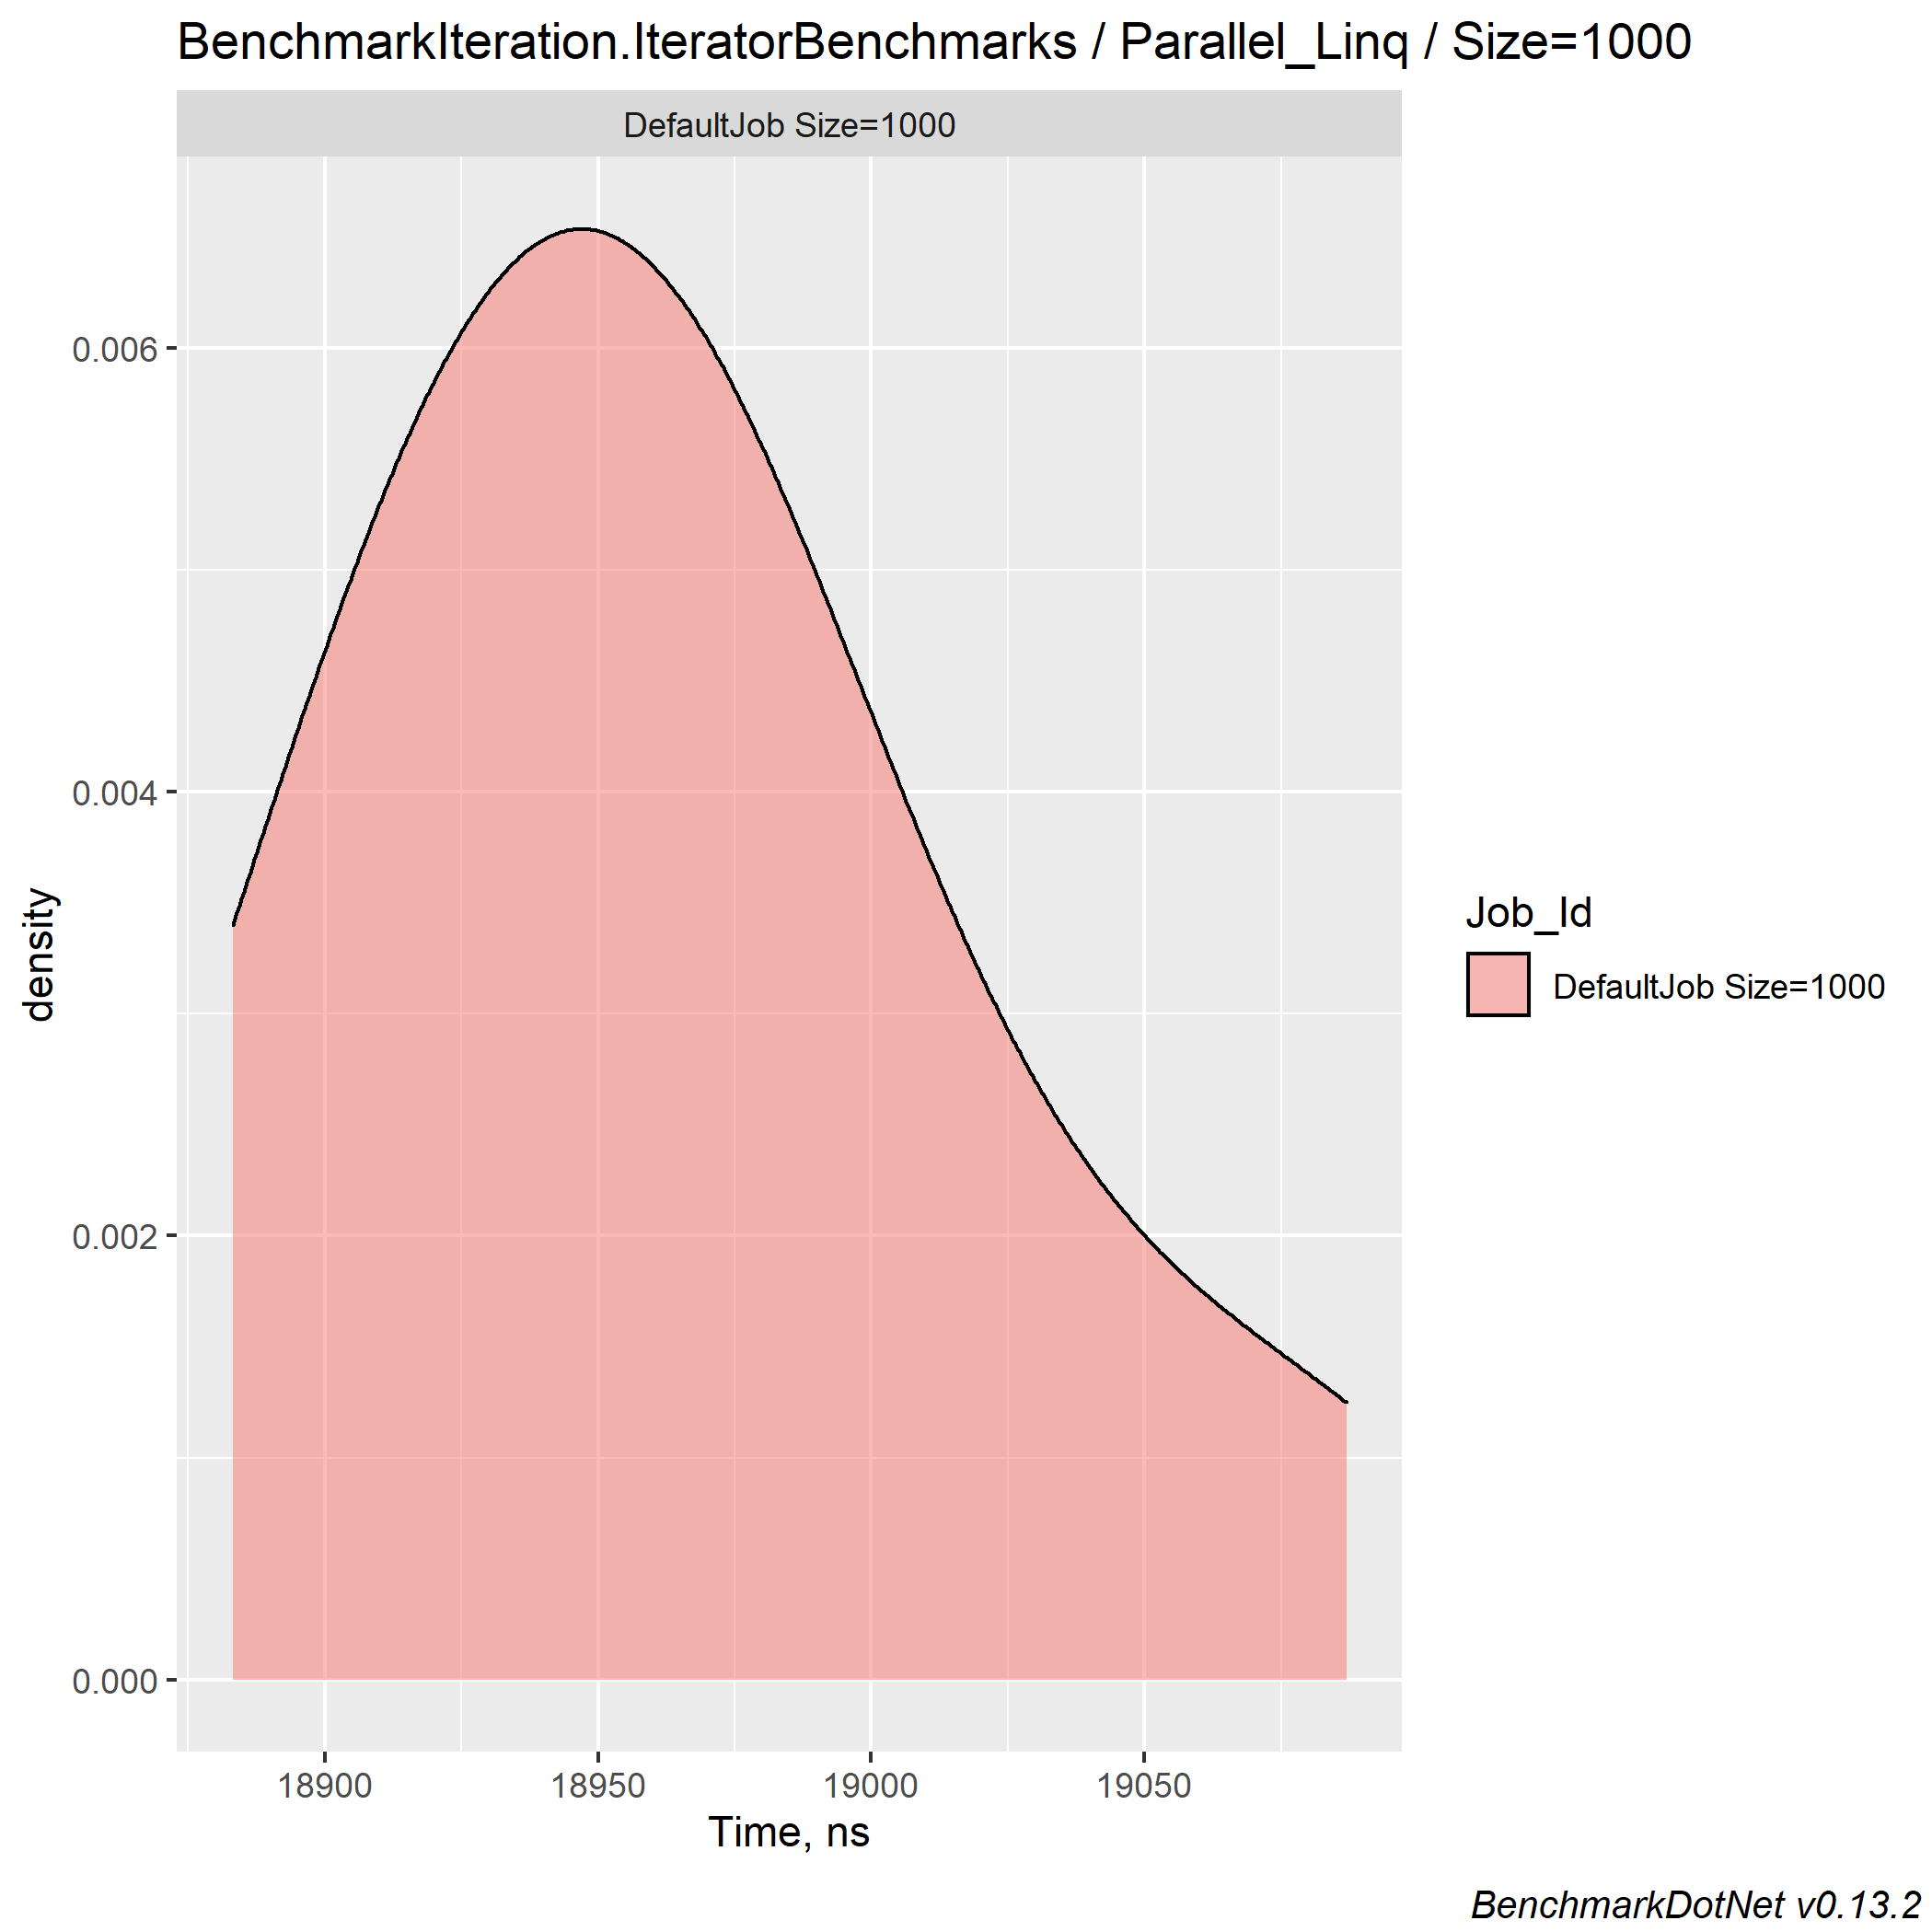 BenchmarkIteration.IteratorBenchmarks / Parallel_Linq / Size=1000
DefaultJob Size=1000
0.006
0.004
0.002
0.000
density
18900 18950 19000 19050
Time, ns
Job_Id
DefaultJob Size=1000
BenchmarkDotNet v0.13.2